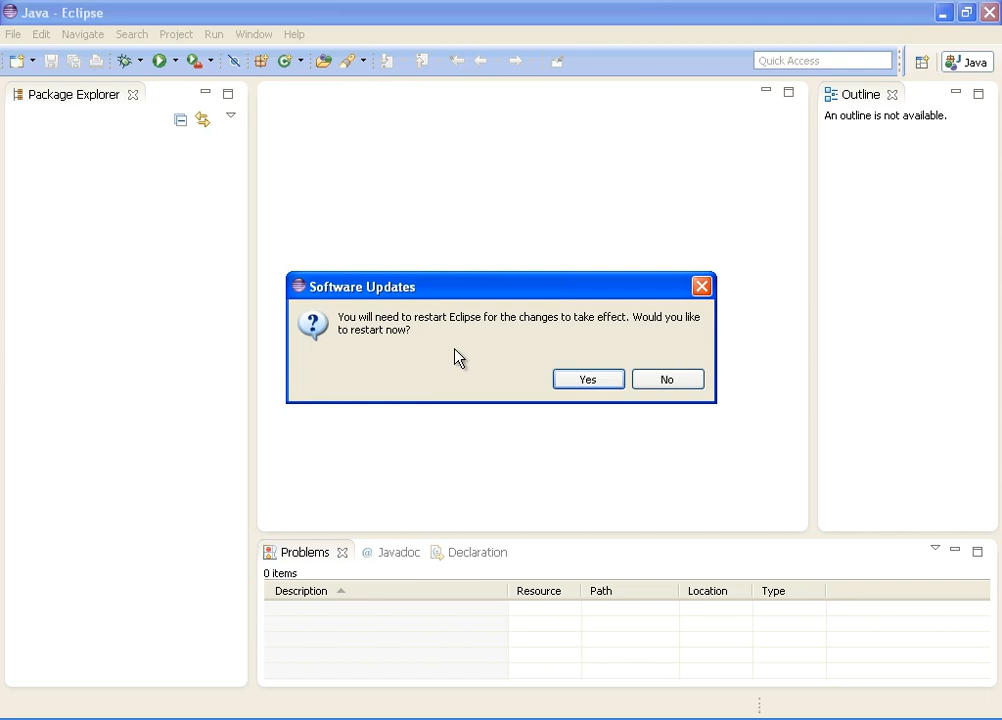 Java - Eclipse
File Edit Navigate Search Project Run Window Help
Quick Access
Java
Package Explorer
Outline
An outline is not available.
Software Updates
You will need to restart Eclipse for the changes to take effect. Would you like
to restart now?
Yes No
Problems @ Javadoc Declaration
0 items
Description Resource Path Location Type